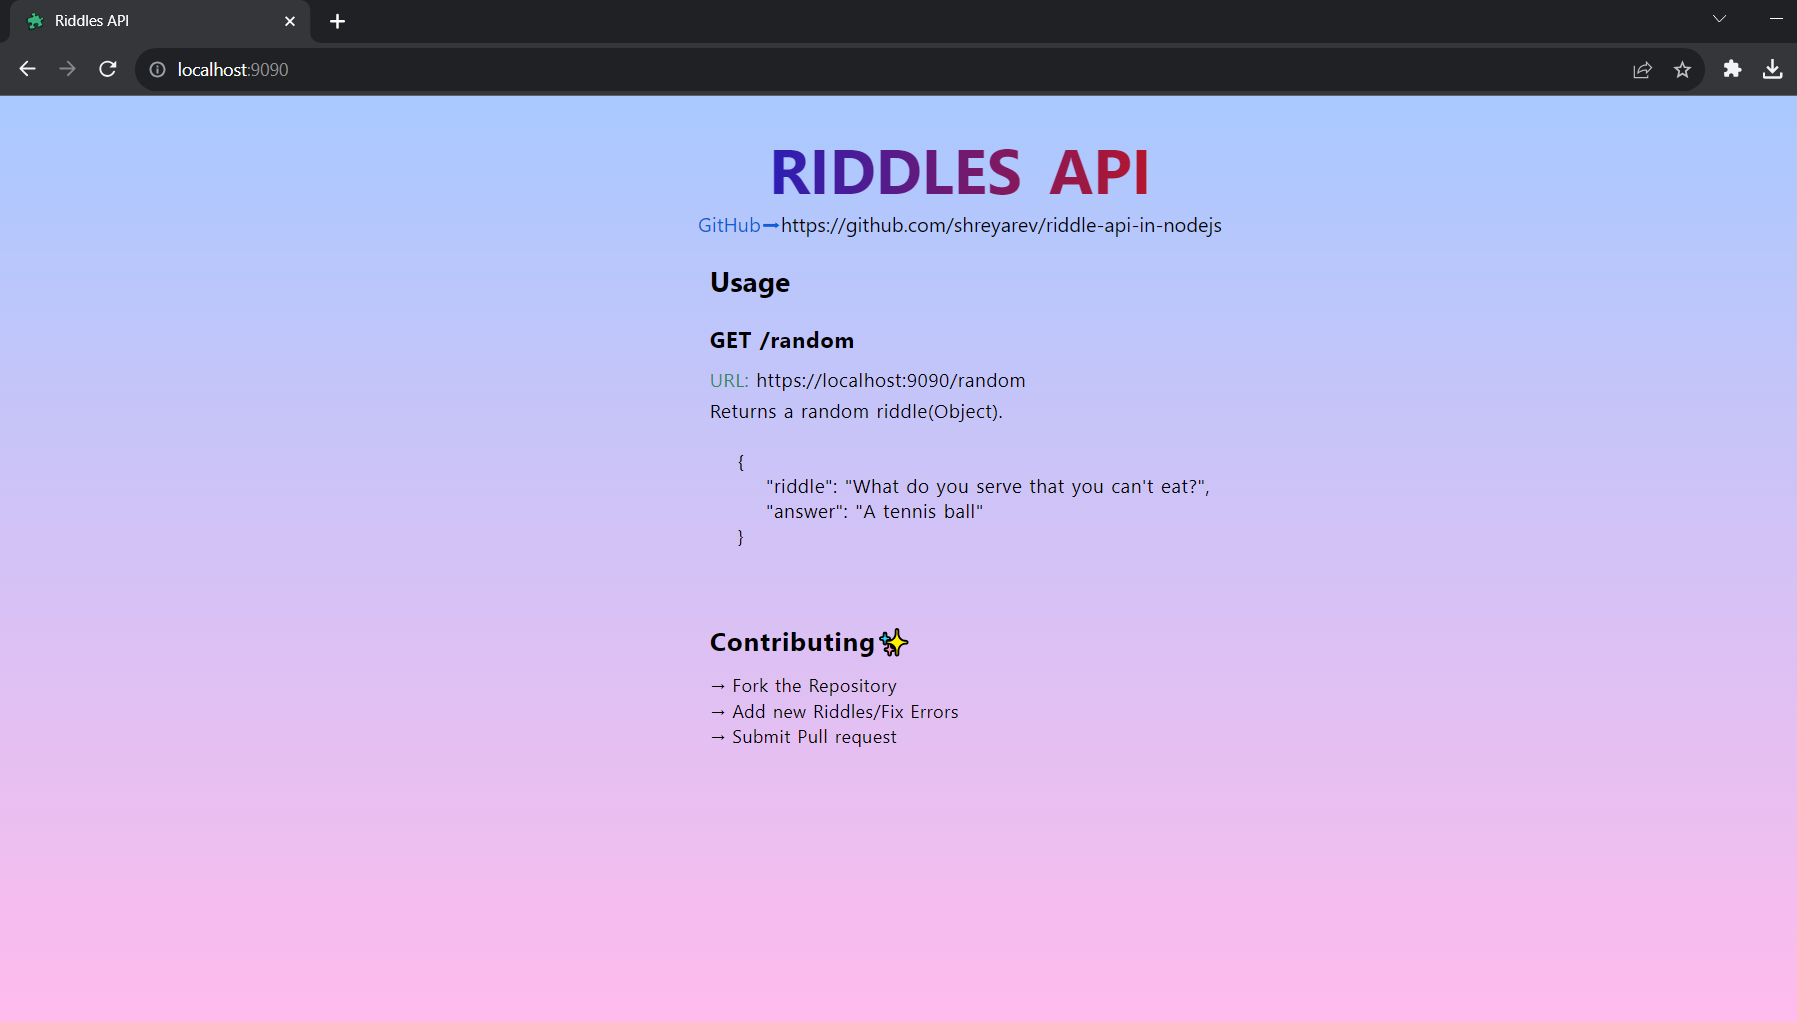 Riddles API
localhost:9090
RIDDLES API
GitHub➞https://github.com/shreyarev/riddle-api-in-nodejs
Usage
GET /random
URL: https://localhost:9090/random
Returns a random riddle(Object).
{
"riddle": "What do you serve that you can't eat?",
"answer": "A tennis ball"
}
Contributing✨
→ Fork the Repository
→ Add new Riddles/Fix Errors
→ Submit Pull request